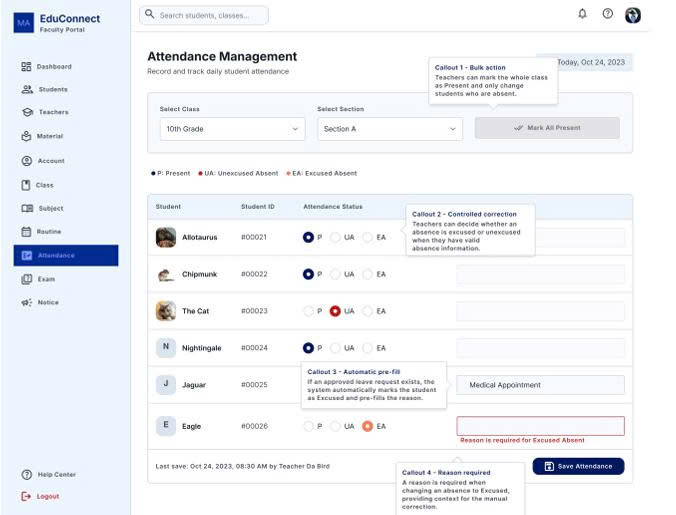 MA
EduConnect
Faculty Portal
Search students, classes...
Dashboard
Students
Teachers
Material
Account
Class
Subject
Routine
Attendance
Exam
Notice
Help Center
Logout
Attendance Management
Record and track daily student attendance
Today, Oct 24, 2023
Callout 1 - Bulk action
Teachers can mark the whole class
as Present and only change
students who are absent.
Select Class
10th Grade
Select Section
Section A
Mark All Present
P: Present
UA: Unexcused Absent
EA: Excused Absent
Student
Student ID
Attendance Status
Callout 2 - Controlled correction
Teachers can decide whether an
absence is excused or unexcused
when they have valid
absence information.
Allotaurus #00021 P UA EA
Chipmunk #00022 P UA EA
The Cat #00023 P UA EA
N Nightingale #00024 P UA EA
Callout 3 - Automatic pre-fill
If an approved leave request exists, the
system automatically marks the student
as Excused and pre-fills the reason.
J Jaguar #00025 Medical Appointment
E Eagle #00026 P UA EA
Reason is required for Excused Absent
Last save: Oct 24, 2023, 08:30 AM by Teacher Da Bird
Save Attendance
Callout 4 - Reason required
A reason is required when
changing an absence to Excused,
providing context for the manual
correction.